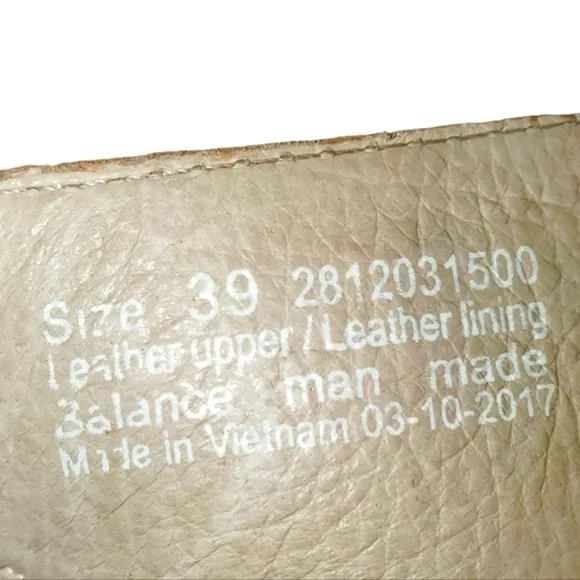 Size 39 2812031500
Leather upper / Leather lining
Balance man made
Made in Vietnam 03-10-2017